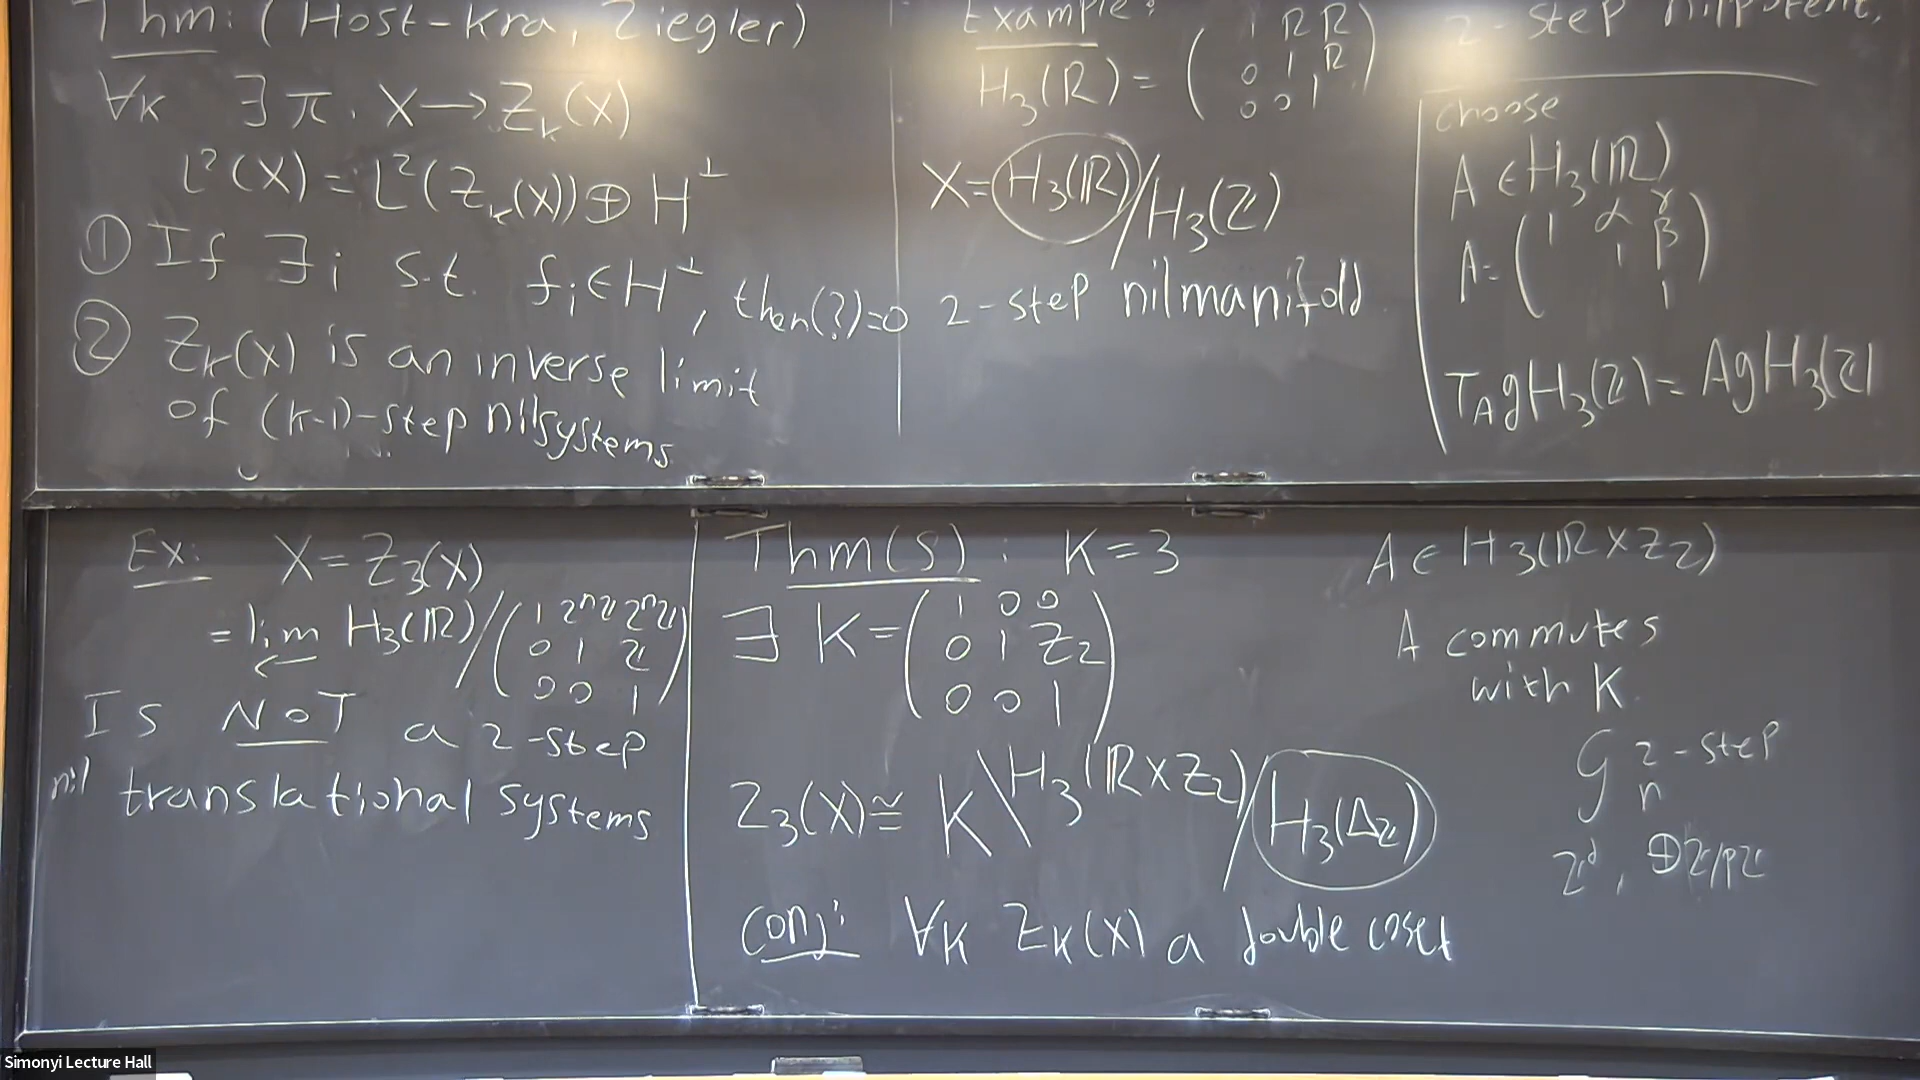 Thm: (Host-Kra, Ziegler)
∀k ∃ π: X → Z_k(X)
L²(X) = L²(Z_k(X)) ⊕ H^⊥
① If ∃ i s.t. f_i ∈ H^⊥, then (?)=0
② Z_k(X) is an inverse limit
of (k-1)-step nilsystems
Example:
H_3(ℝ) = ( 1 ℝ ℝ
0 1 ℝ
0 0 1 )
X = H_3(ℝ)/H_3(ℤ)
2-step nilmanifold
2-step nilpotent,
choose
A ∈ H_3(ℝ)
A = ( 1 α γ
1 β
1 )
T_A gH_3(ℤ) = AgH_3(ℤ)
Ex: X = Z_3(X)
= lim← H_3(ℝ)/( 1 2ⁿℤ 2ⁿℤ
0 1 ℤ
0 0 1 )
Is NOT a 2-step
nil translational systems
Thm(S): K=3
∃ K = ( 1 0 0
0 1 ℤ_2
0 0 1 )
Z_3(X) ≅ K\H_3(ℝ×ℤ_2)/H_3(Δ_ℤ)
Conj: ∀k Z_k(X) a double coset
A ∈ H_3(ℝ×ℤ_2)
A commutes
with K.
G 2-step
n
ℤ^d, ⊕ℤ/pℤ
Simonyi Lecture Hall